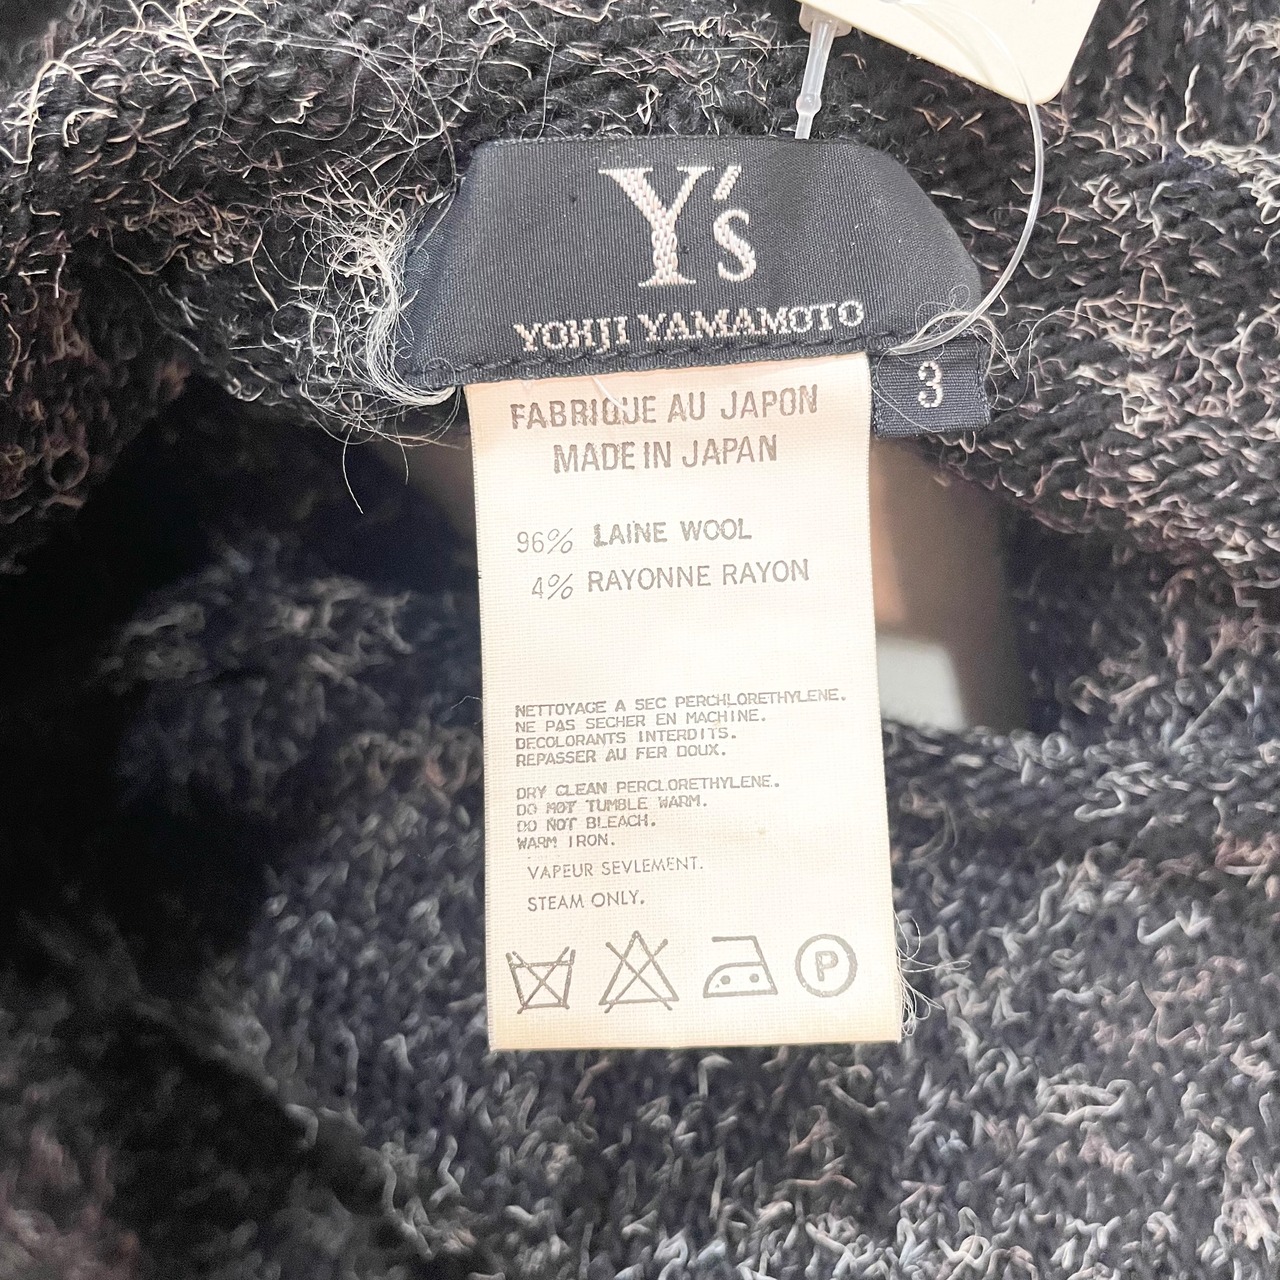 Y's
YOHJI YAMAMOTO
3
FABRIQUE AU JAPON
MADE IN JAPAN
96% LAINE WOOL
4% RAYONNE RAYON
NETTOYAGE A SEC PERCHLORETHYLENE.
NE PAS SECHER EN MACHINE.
DECOLORANTS INTERDITS.
REPASSER AU FER DOUX.
DRY CLEAN PERCLORETHYLENE.
DO NOT TUMBLE WARM.
DO NOT BLEACH.
WARM IRON.
VAPEUR SEVLEMENT.
STEAM ONLY.
P